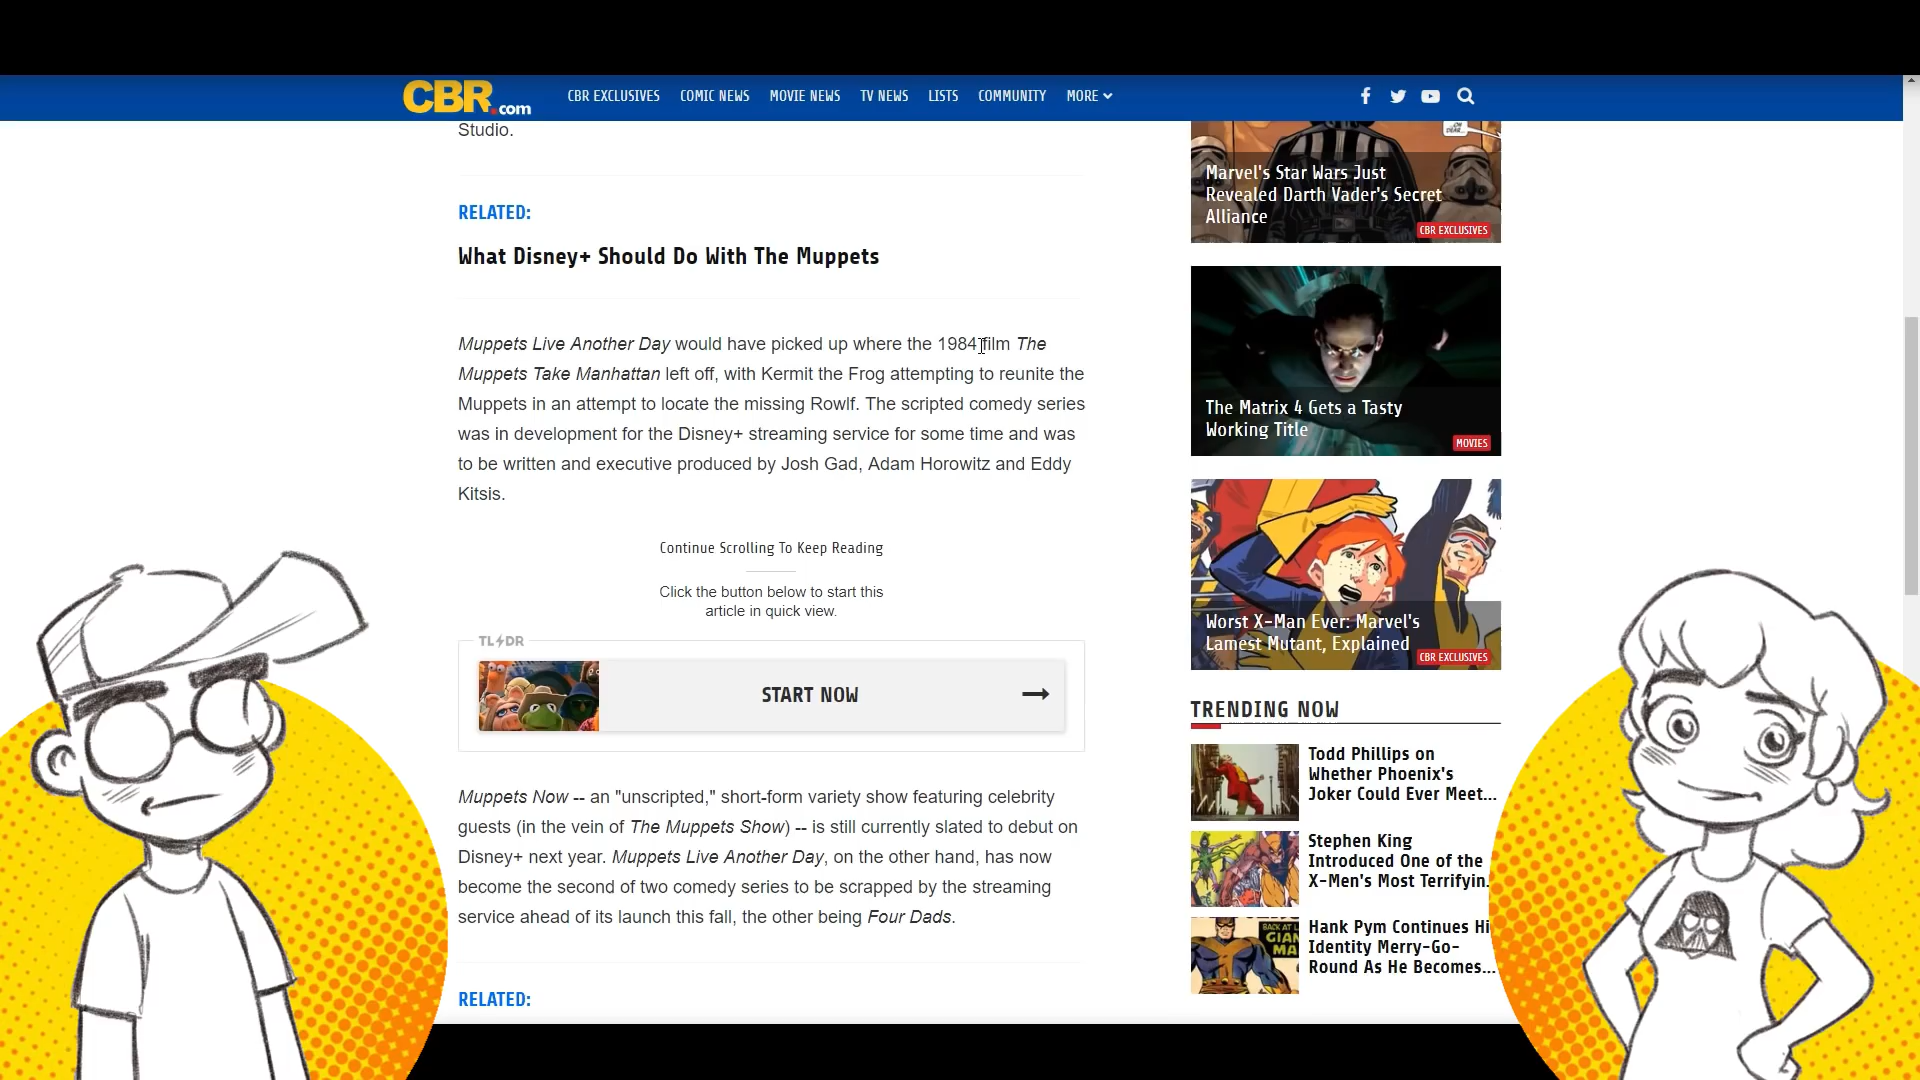 CBR.com
CBR EXCLUSIVES
COMIC NEWS
MOVIE NEWS
TV NEWS
LISTS
COMMUNITY
MORE
Studio.
RELATED:
What Disney+ Should Do With The Muppets
Muppets Live Another Day would have picked up where the 1984 film The
Muppets Take Manhattan left off, with Kermit the Frog attempting to reunite the
Muppets in an attempt to locate the missing Rowlf. The scripted comedy series
was in development for the Disney+ streaming service for some time and was
to be written and executive produced by Josh Gad, Adam Horowitz and Eddy
Kitsis.
Continue Scrolling To Keep Reading
Click the button below to start this
article in quick view.
TL DR
START NOW
Muppets Now -- an "unscripted," short-form variety show featuring celebrity
guests (in the vein of The Muppets Show) -- is still currently slated to debut on
Disney+ next year. Muppets Live Another Day, on the other hand, has now
become the second of two comedy series to be scrapped by the streaming
service ahead of its launch this fall, the other being Four Dads.
RELATED:
Marvel's Star Wars Just
Revealed Darth Vader's Secret
Alliance
CBR EXCLUSIVES
The Matrix 4 Gets a Tasty
Working Title
MOVIES
Worst X-Man Ever: Marvel's
Lamest Mutant, Explained
CBR EXCLUSIVES
TRENDING NOW
Todd Phillips on
Whether Phoenix's
Joker Could Ever Meet...
Stephen King
Introduced One of the
X-Men's Most Terrifyin.
BACK AT L
GIAN
MA
Hank Pym Continues Hi
Identity Merry-Go-
Round As He Becomes...